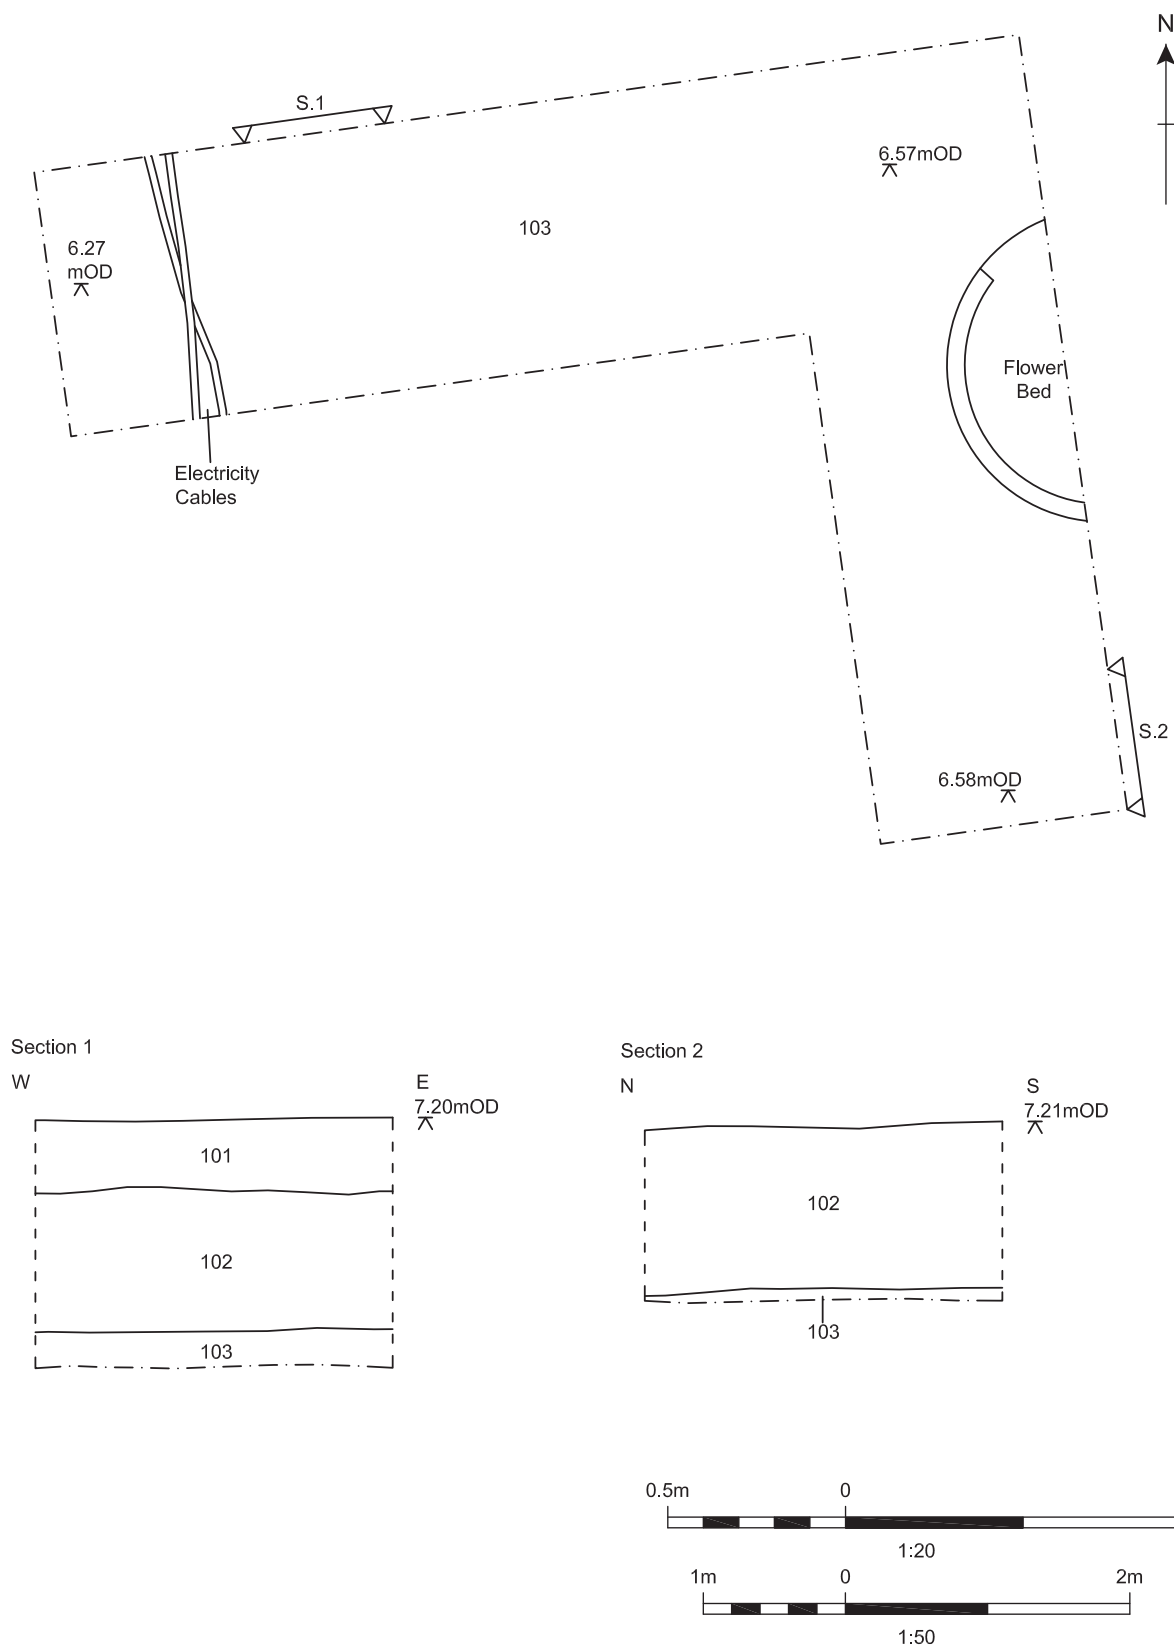 N
S.1
6.57mOD
103
6.27
mOD
Flower
Bed
Electricity
Cables
S.2
6.58mOD
Section 1
W
E
7.20mOD
101
102
103
Section 2
N
S
7.21mOD
102
103
0.5m
0
1:20
1m
0
2m
1:50